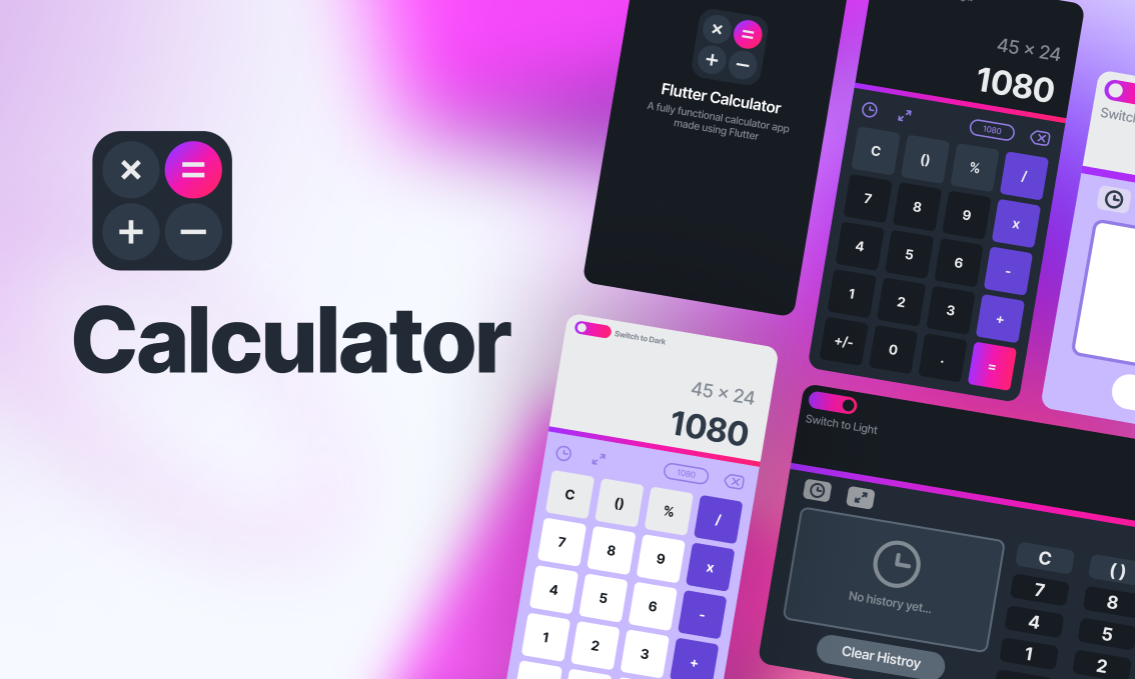 × =
+ −
Calculator
× =
+ −
Flutter Calculator
A fully functional calculator app
made using Flutter
45 × 24
1080
1080
C () % /
7 8 9 x
4 5 6 -
1 2 3 +
+/- 0 . =
Switch to Dark
45 × 24
1080
1080
C () % /
7 8 9 x
4 5 6 -
1 2 3 +
Switch to Light
No history yet...
Clear Histroy
C ()
7 8
4 5
1 2